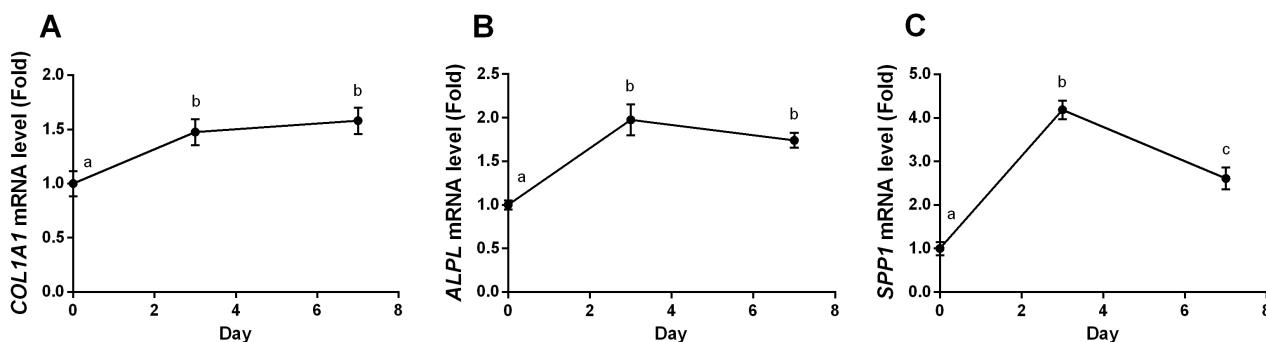 A
COL1A1 mRNA level (Fold)
2.0
1.5
1.0
0.5
0.0
a
b
b
0 2 4 6 8
Day
B
ALPL mRNA level (Fold)
2.5
2.0
1.5
1.0
0.5
0.0
a
b
b
0 2 4 6 8
Day
C
SPP1 mRNA level (Fold)
5.0
4.0
3.0
2.0
1.0
0.0
a
b
c
0 2 4 6 8
Day